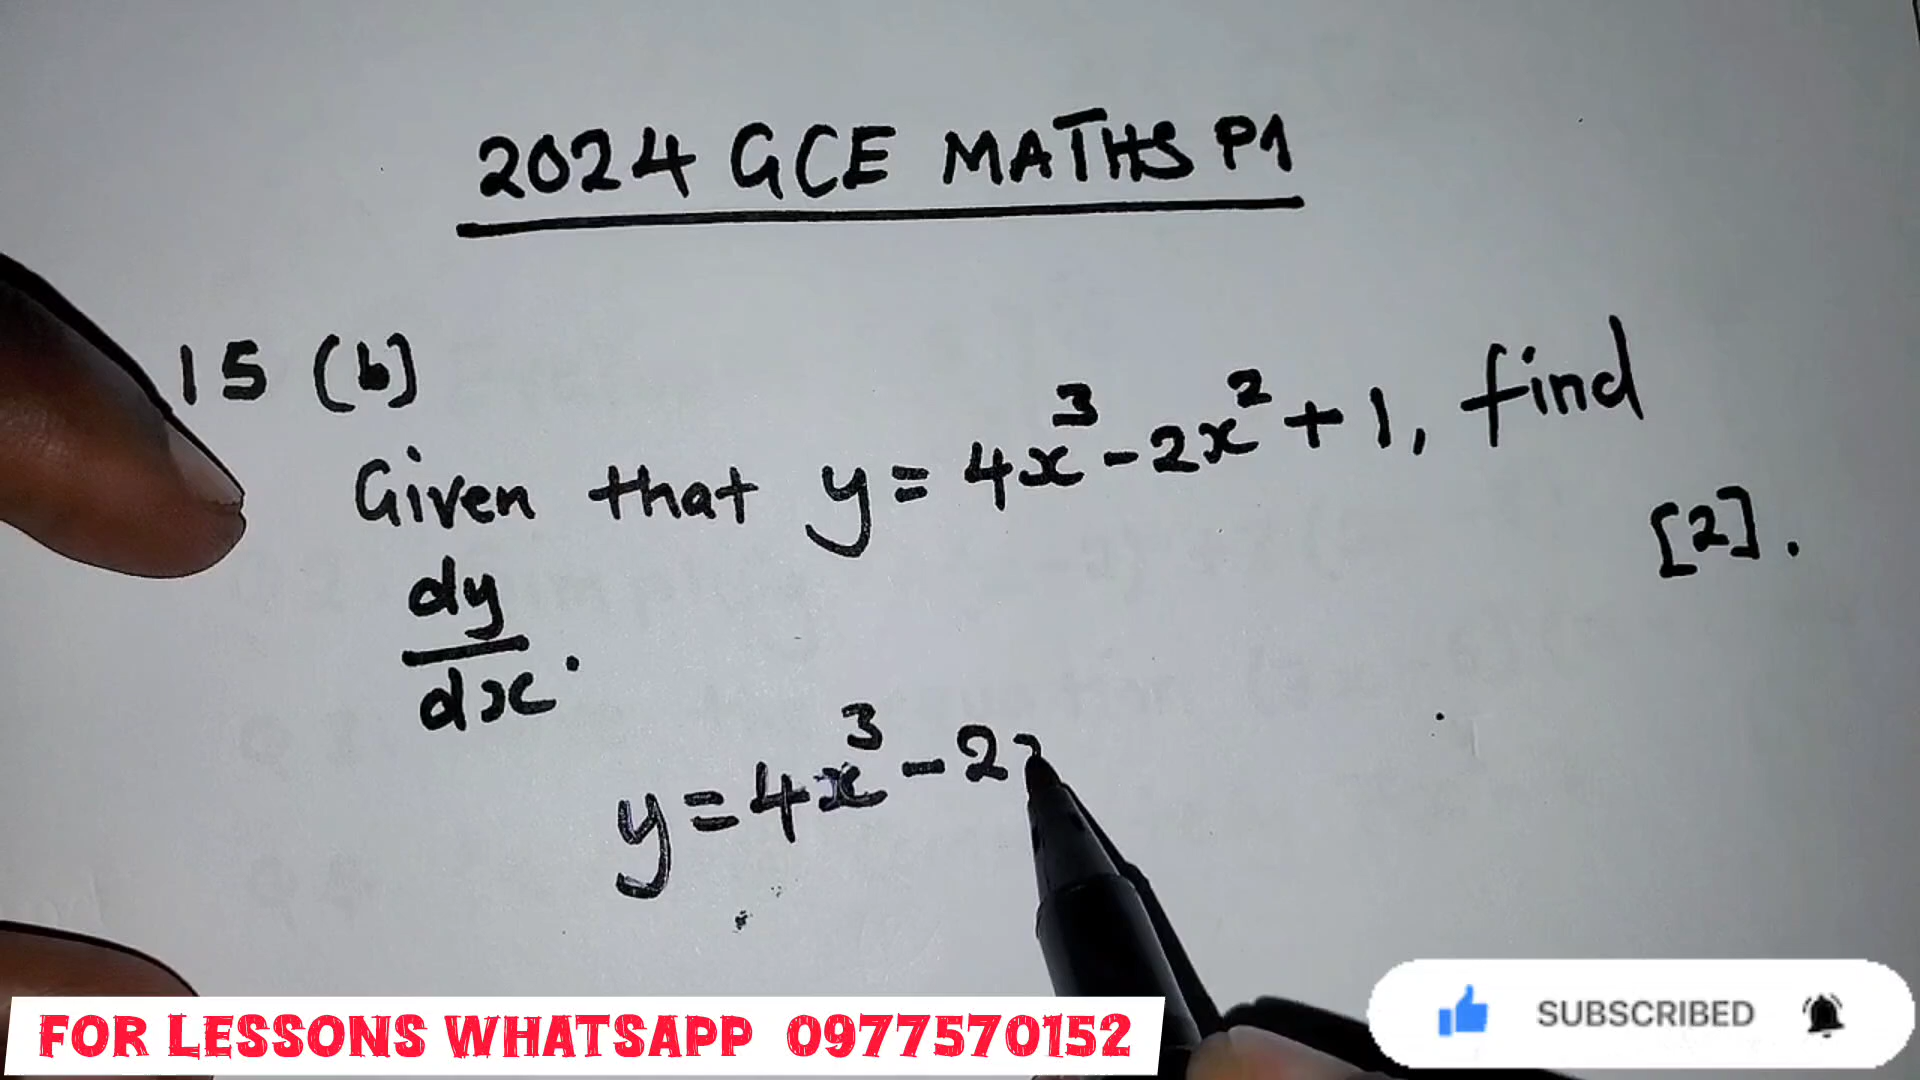 2024 GCE MATHS P1
15 (b)
Given that y = 4x³ - 2x² + 1, find
dy
dx.
[2].
y = 4x³ - 2
FOR LESSONS WHATSAPP 0977570152
SUBSCRIBED